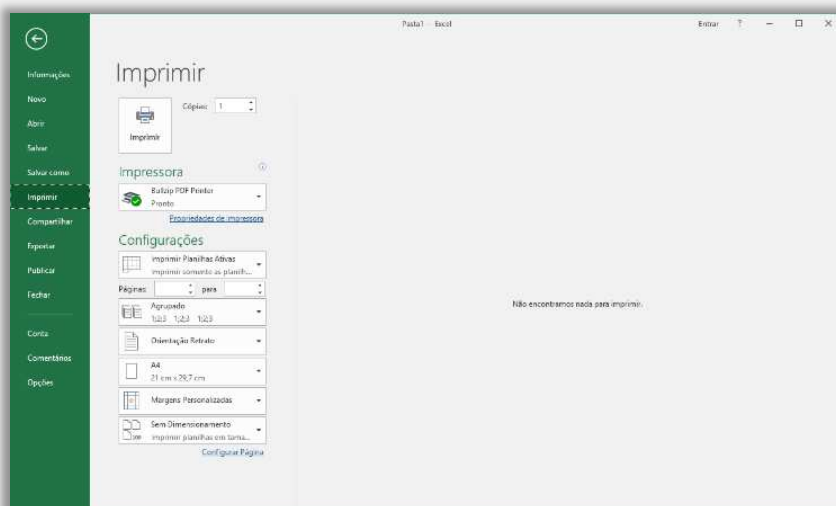 Pasta1 - Excel
Entrar ?
Informações
Novo
Abrir
Salvar
Salvar como
Imprimir
Compartilhar
Exportar
Publicar
Fechar
Conta
Comentários
Opções
Imprimir
Cópias: 1
Imprimir
Impressora
Bullzip PDF Printer
Pronto
Propriedades de Impressora
Configurações
Imprimir Planilhas Ativas
Imprimir somente as planilh...
Páginas: para
Agrupado
1;2;3 1;2;3 1;2;3
Orientação Retrato
A4
21 cm x 29,7 cm
Margens Personalizadas
Sem Dimensionamento
Imprimir planilhas em tama...
Configurar Página
Não encontramos nada para imprimir.